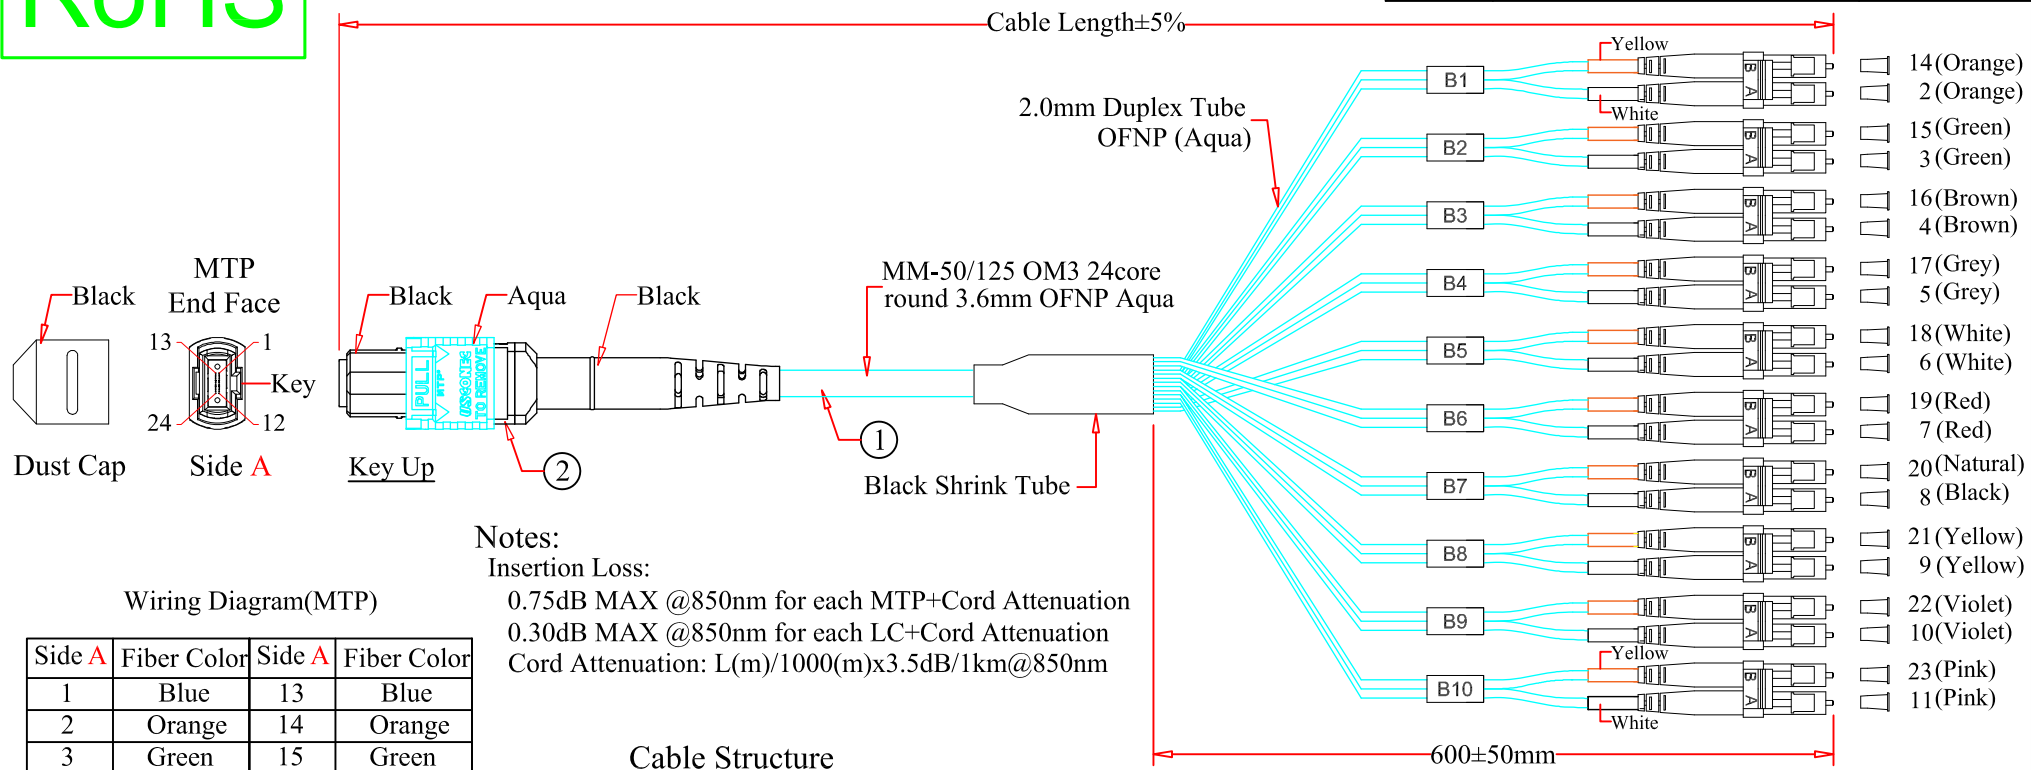 RoHS
Cable Length±5%
Yellow
14(Orange)
B1
B
A
2(Orange)
White
2.0mm Duplex Tube
OFNP (Aqua)
15(Green)
B2
B
A
3(Green)
16(Brown)
B3
B
A
4(Brown)
17(Grey)
B4
B
A
5(Grey)
18(White)
B5
B
A
6(White)
19(Red)
B6
B
A
7(Red)
20(Natural)
B7
B
A
8(Black)
21(Yellow)
B8
B
A
9(Yellow)
22(Violet)
B9
B
A
10(Violet)
Yellow
23(Pink)
B10
B
A
11(Pink)
White
600±50mm
Black
MTP
End Face
13
1
Key
24
12
Dust Cap
Side A
Black
Aqua
Black
PULL
MTP
USCONEC
TO REMOVE
Key Up
2
MM-50/125 OM3 24core
round 3.6mm OFNP Aqua
1
Black Shrink Tube
Notes:
Insertion Loss:
0.75dB MAX @850nm for each MTP+Cord Attenuation
0.30dB MAX @850nm for each LC+Cord Attenuation
Cord Attenuation: L(m)/1000(m)x3.5dB/1km@850nm
Wiring Diagram(MTP)
Side A Fiber Color Side A Fiber Color
1 Blue 13 Blue
2 Orange 14 Orange
3 Green 15 Green
Cable Structure